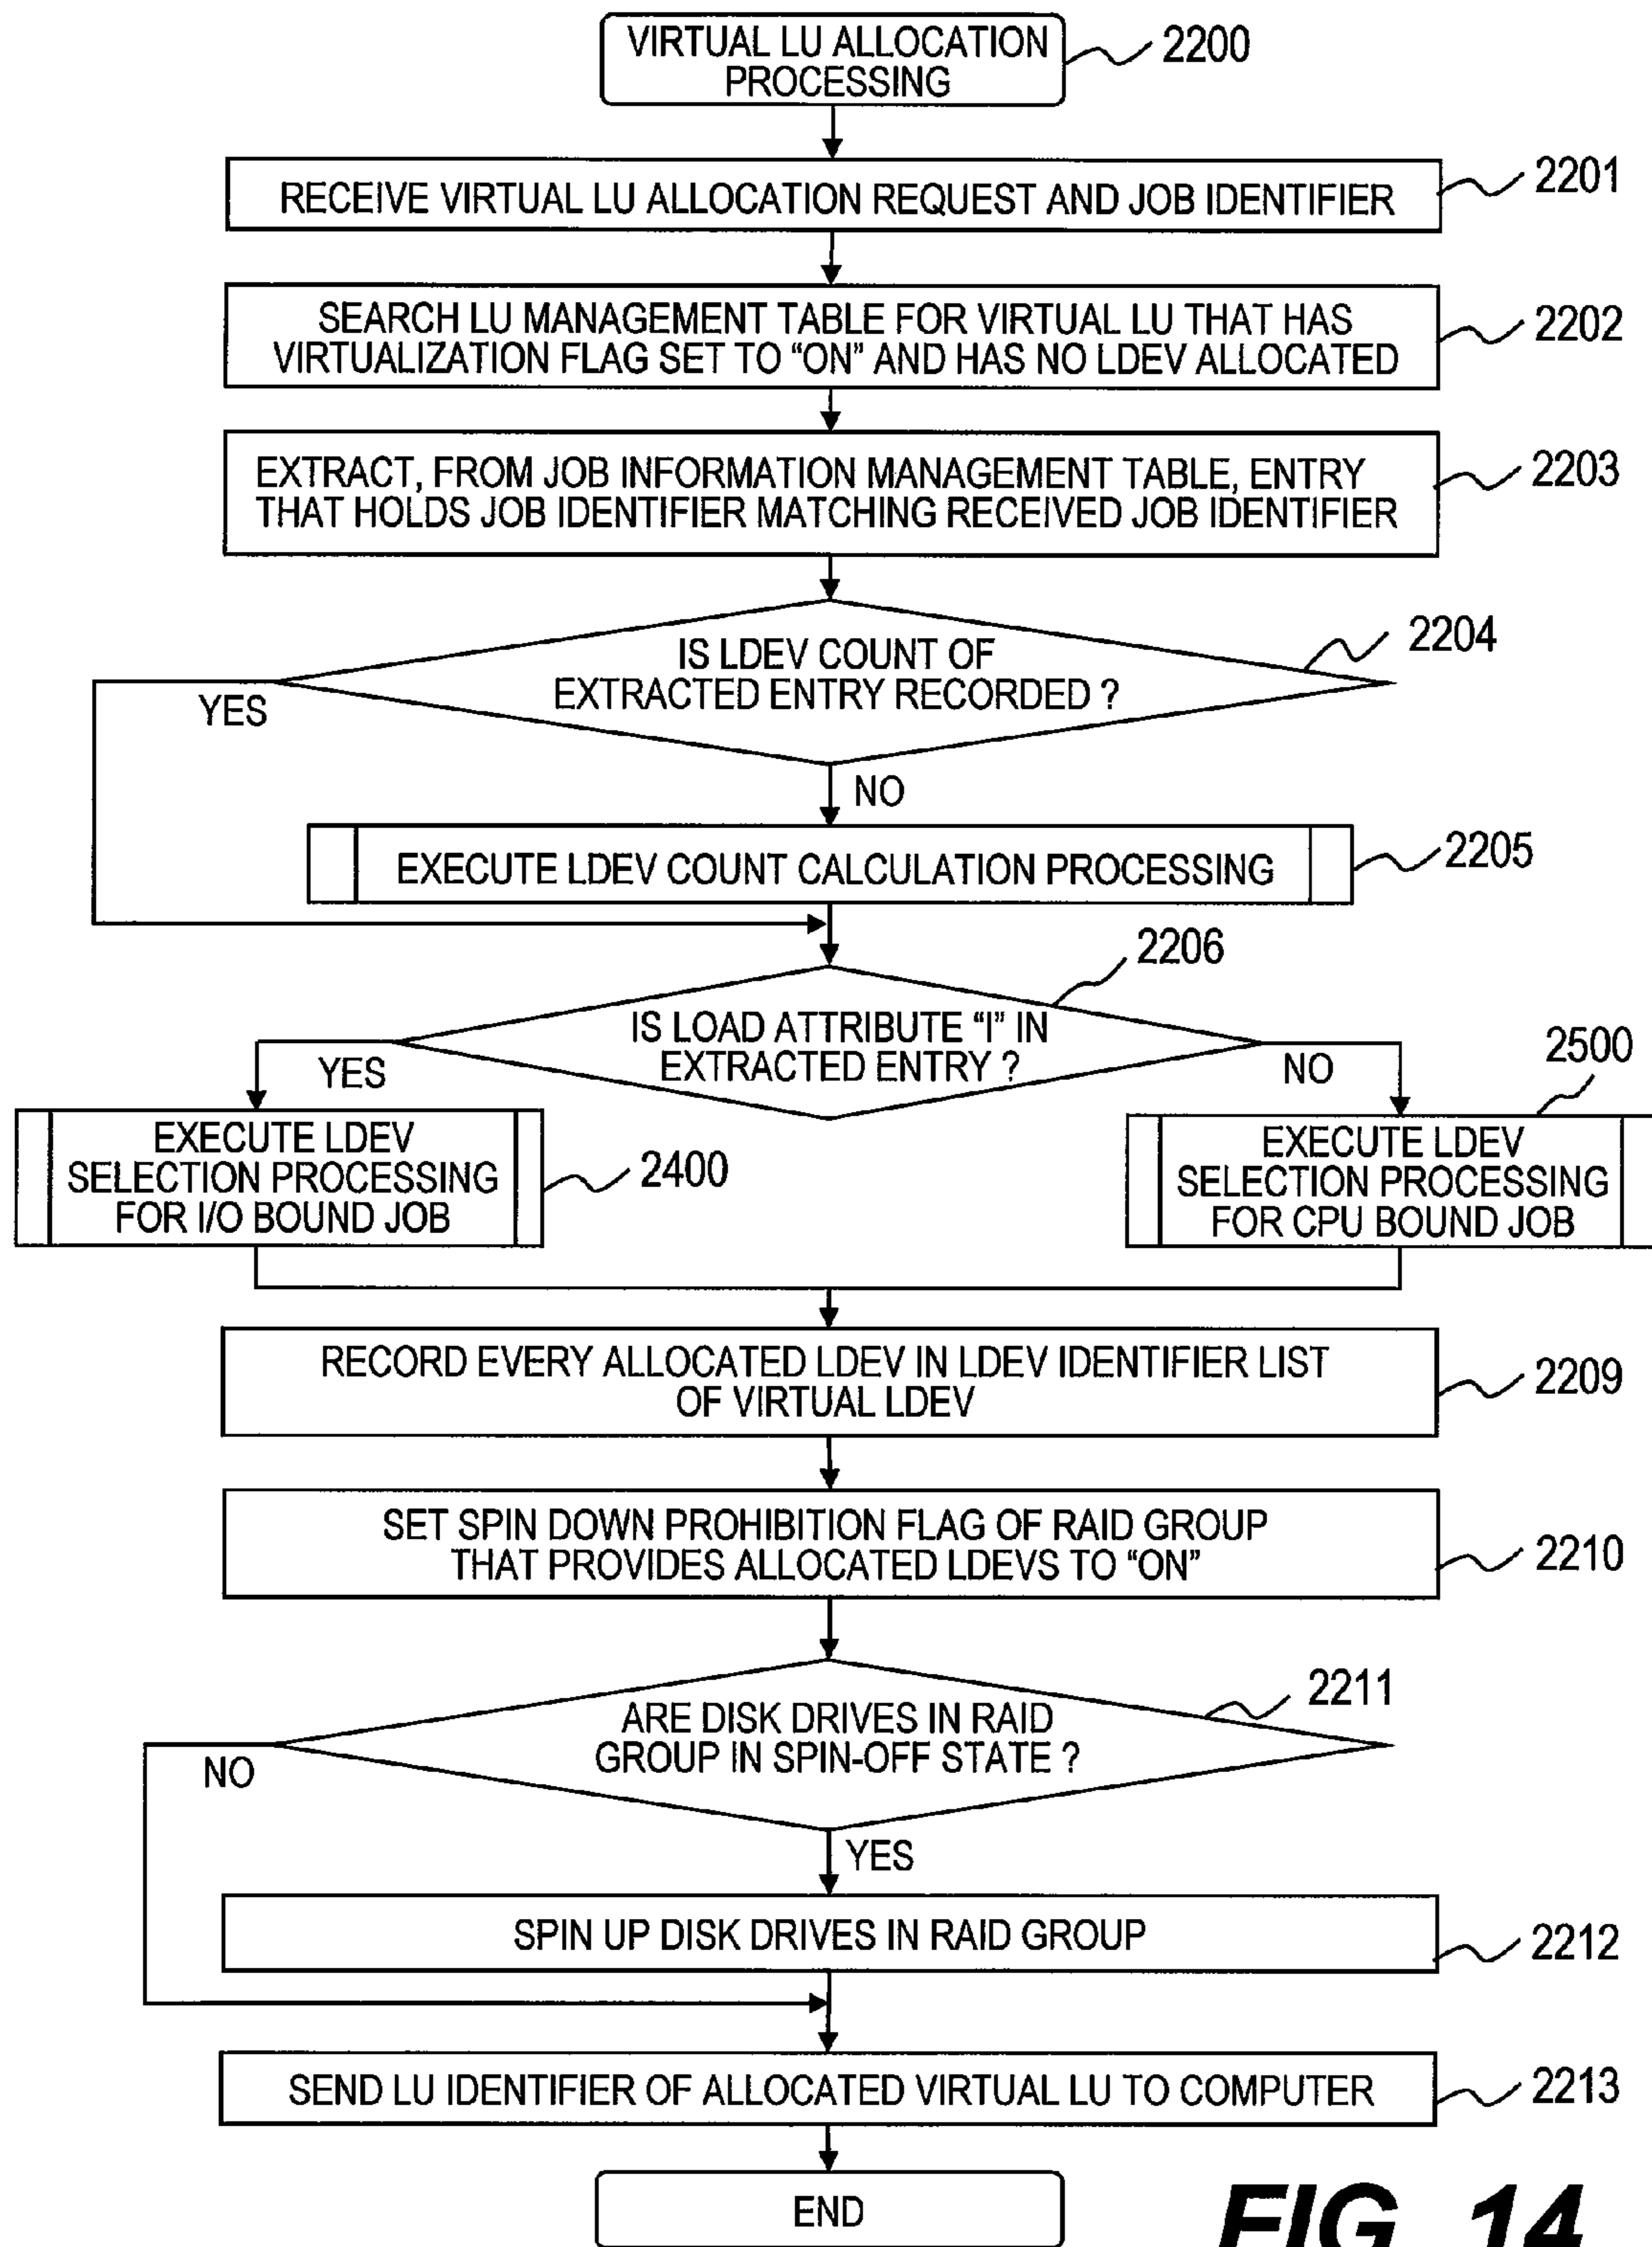 VIRTUAL LU ALLOCATION
PROCESSING
2200
RECEIVE VIRTUAL LU ALLOCATION REQUEST AND JOB IDENTIFIER
2201
SEARCH LU MANAGEMENT TABLE FOR VIRTUAL LU THAT HAS
VIRTUALIZATION FLAG SET TO “ON” AND HAS NO LDEV ALLOCATED
2202
EXTRACT, FROM JOB INFORMATION MANAGEMENT TABLE, ENTRY
THAT HOLDS JOB IDENTIFIER MATCHING RECEIVED JOB IDENTIFIER
2203
IS LDEV COUNT OF
EXTRACTED ENTRY RECORDED ?
2204
YES
NO
EXECUTE LDEV COUNT CALCULATION PROCESSING
2205
2206
IS LOAD ATTRIBUTE “I” IN
EXTRACTED ENTRY ?
YES
NO
2500
EXECUTE LDEV
SELECTION PROCESSING
FOR I/O BOUND JOB
2400
EXECUTE LDEV
SELECTION PROCESSING
FOR CPU BOUND JOB
RECORD EVERY ALLOCATED LDEV IN LDEV IDENTIFIER LIST
OF VIRTUAL LDEV
2209
SET SPIN DOWN PROHIBITION FLAG OF RAID GROUP
THAT PROVIDES ALLOCATED LDEVS TO “ON”
2210
ARE DISK DRIVES IN RAID
GROUP IN SPIN-OFF STATE ?
2211
NO
YES
SPIN UP DISK DRIVES IN RAID GROUP
2212
SEND LU IDENTIFIER OF ALLOCATED VIRTUAL LU TO COMPUTER
2213
END
FIG. 14